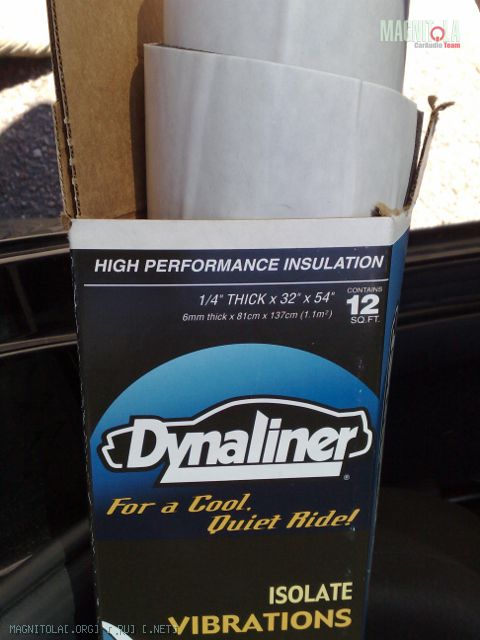 MAGNITOLA
CarAudio Team
HIGH PERFORMANCE INSULATION
1/4" THICK x 32" x 54"
6mm thick x 81cm x 137cm (1.1m²)
CONTAINS
12
SQ.FT.
Dynaliner®
For a Cool,
Quiet Ride!
ISOLATE
VIBRATIONS
MAGNITOLA[.ORG] [.RU] [.NET]